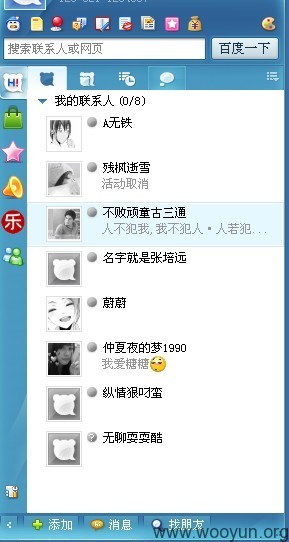 搜索联系人或网页
百度一下
Hi
我的联系人 (0/8)
A无铁
残枫逝雪
活动取消
不败顽童古三通
人不犯我,我不犯人·人若犯...
名字就是张培远
蔚蔚
仲夏夜的梦1990
我爱糖糖
纵情狠叼蛮
无聊耍耍酷
乐
添加
消息
找朋友
www.wooyun.org